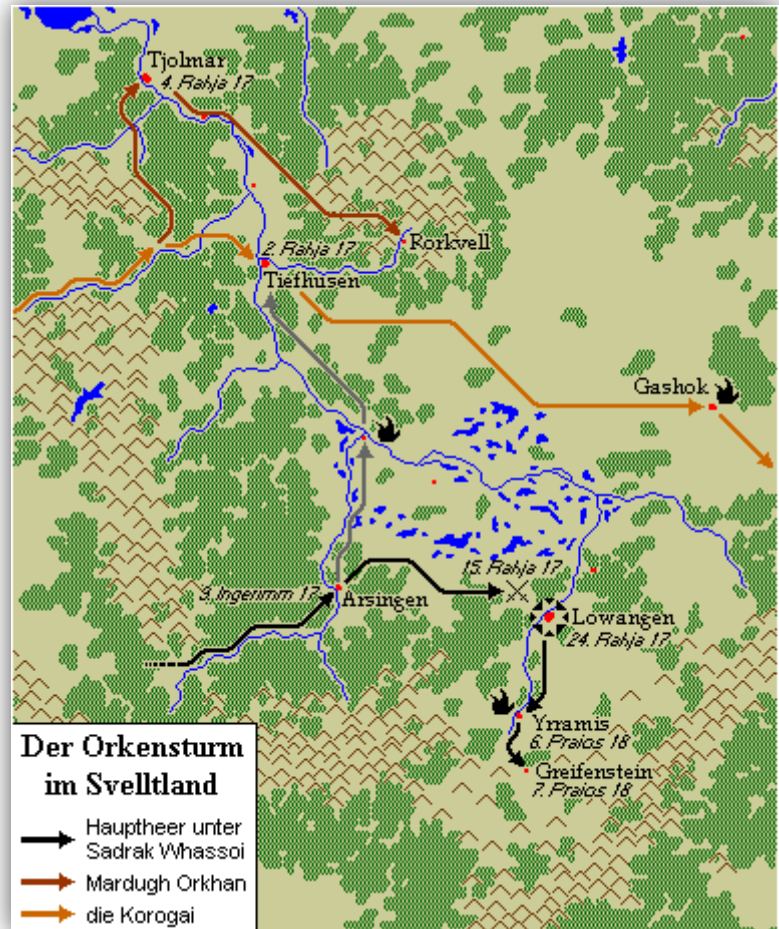 Tjolmar
4. Rahja 17
2. Rahja 17
Rorkvell
Tiefhusen
Gashok
15. Rahja 17
3. Ingerimm 17
Arsingen
Lowangen
24. Rahja 17
Yrramis
6. Praios 18
Greifenstein
7. Praios 18
Der Orkensturm
im Svelltland
Hauptheer unter
Sadrak Whassoi
Mardugh Orkhan
die Korogai